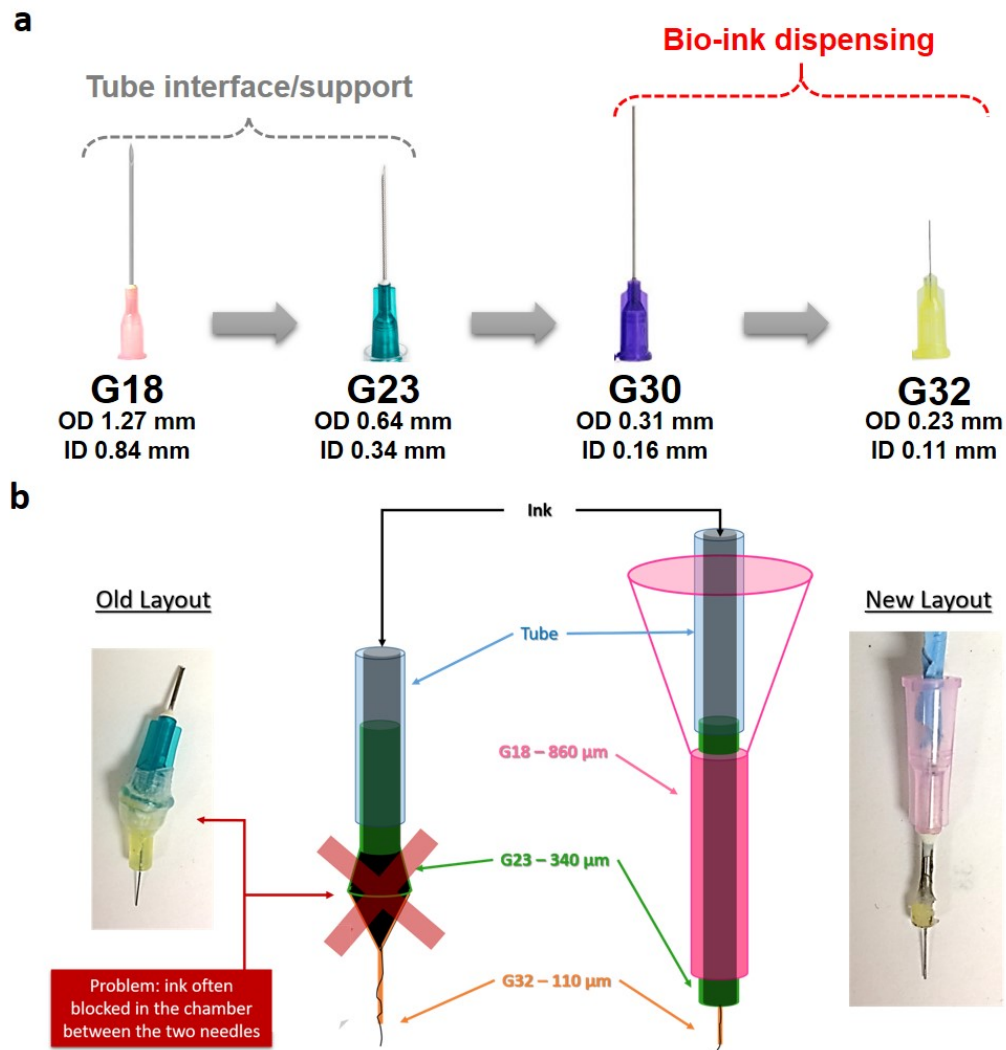 a
Bio-ink dispensing
Tube interface/support
G18
OD 1.27 mm
ID 0.84 mm
G23
OD 0.64 mm
ID 0.34 mm
G30
OD 0.31 mm
ID 0.16 mm
G32
OD 0.23 mm
ID 0.11 mm
b
Ink
Old Layout
New Layout
Tube
G18 – 860 µm
G23 – 340 µm
Problem: ink often
blocked in the chamber
between the two needles
G32 – 110 µm